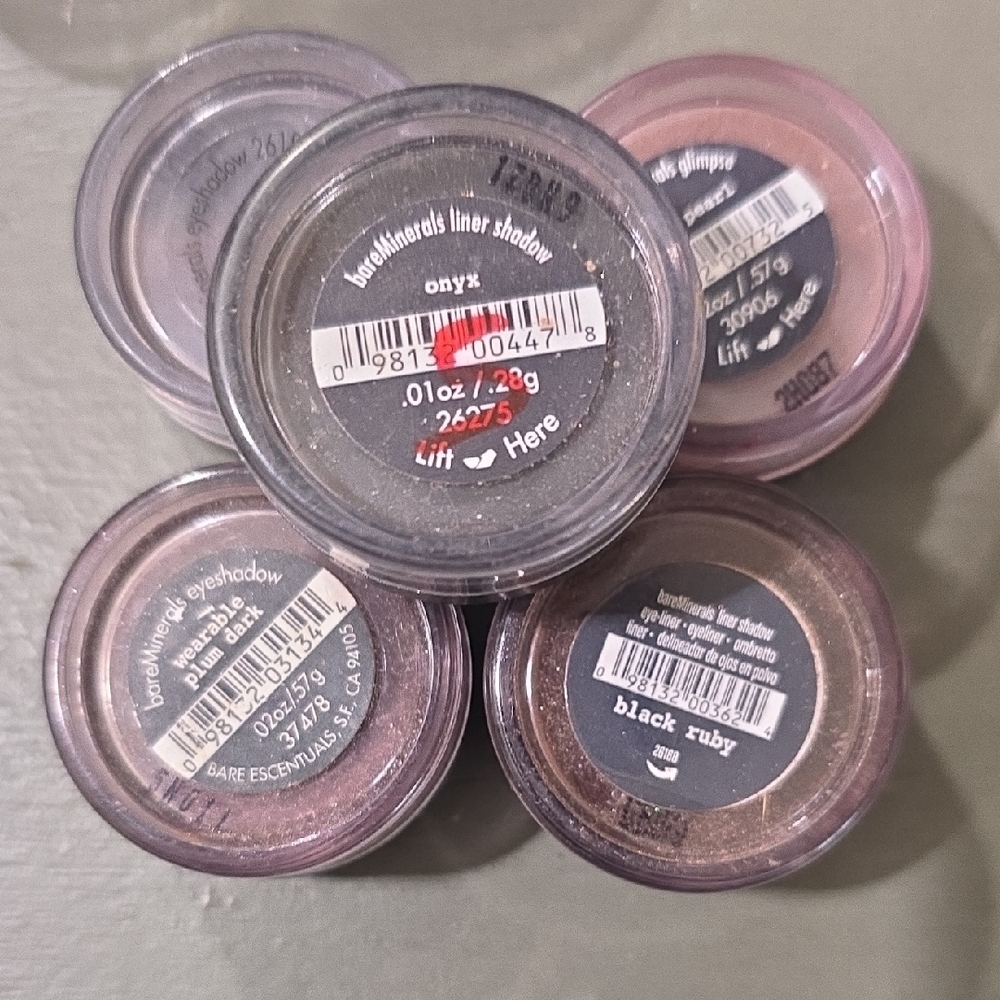 eyeshadow
12AH9
bareMinerals liner shadow
onyx
0 98132 00447 8
.01oz / .28g
26275
Lift Here
glimpse
pearl
00732 5
.57g
30906
Lift Here
2H087
bareMinerals eyeshadow
wearable
plum dark
0 98132 03134 4
.02oz/.57g
37478
BARE ESCENTUALS, S.F., CA 94105
bareMinerals liner shadow
eye-liner • eyeliner • ombretto
liner • delineador de ojos en polvo
0 98132 00362 4
black ruby